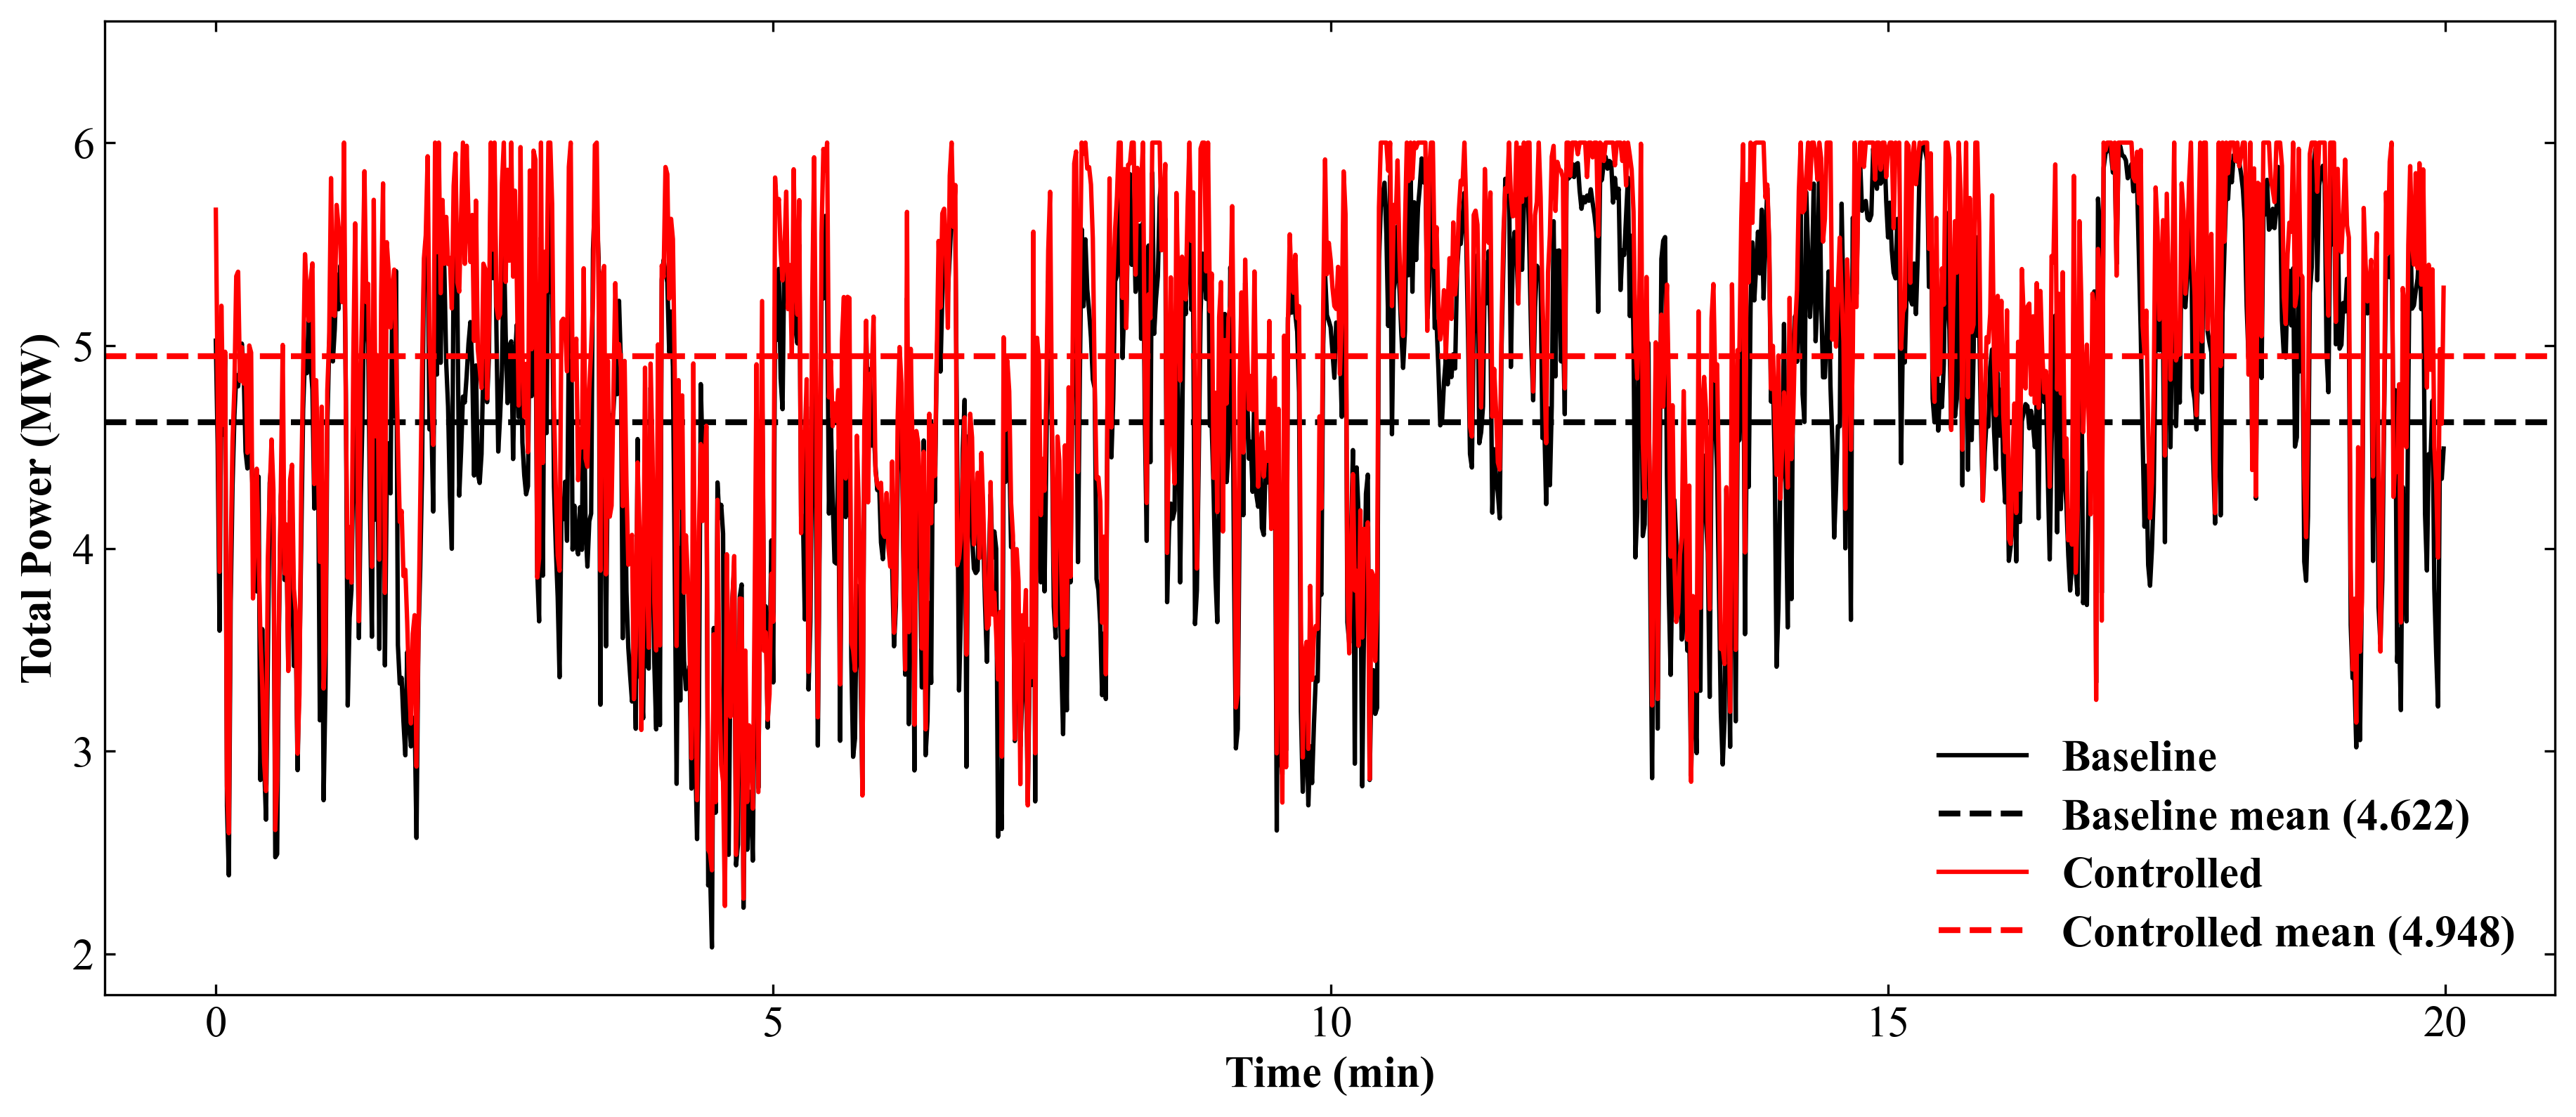 Total Power (MW)
6
5
4
3
2
0 5 10 15 20
Time (min)
Baseline
Baseline mean (4.622)
Controlled
Controlled mean (4.948)